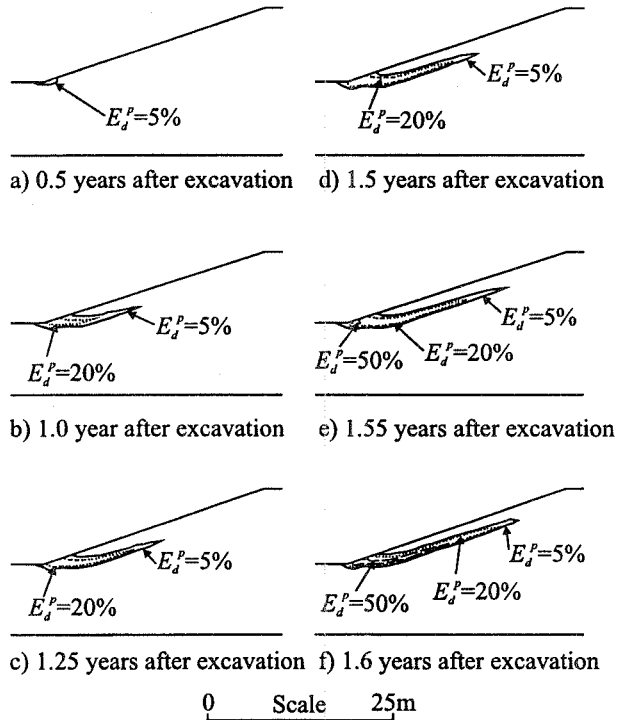 E_d^p=5%
a) 0.5 years after excavation
E_d^p=5%
E_d^p=20%
b) 1.0 year after excavation
E_d^p=5%
E_d^p=20%
c) 1.25 years after excavation
E_d^p=5%
E_d^p=20%
d) 1.5 years after excavation
E_d^p=5%
E_d^p=50%
E_d^p=20%
e) 1.55 years after excavation
E_d^p=5%
E_d^p=20%
E_d^p=50%
f) 1.6 years after excavation
0 Scale 25m